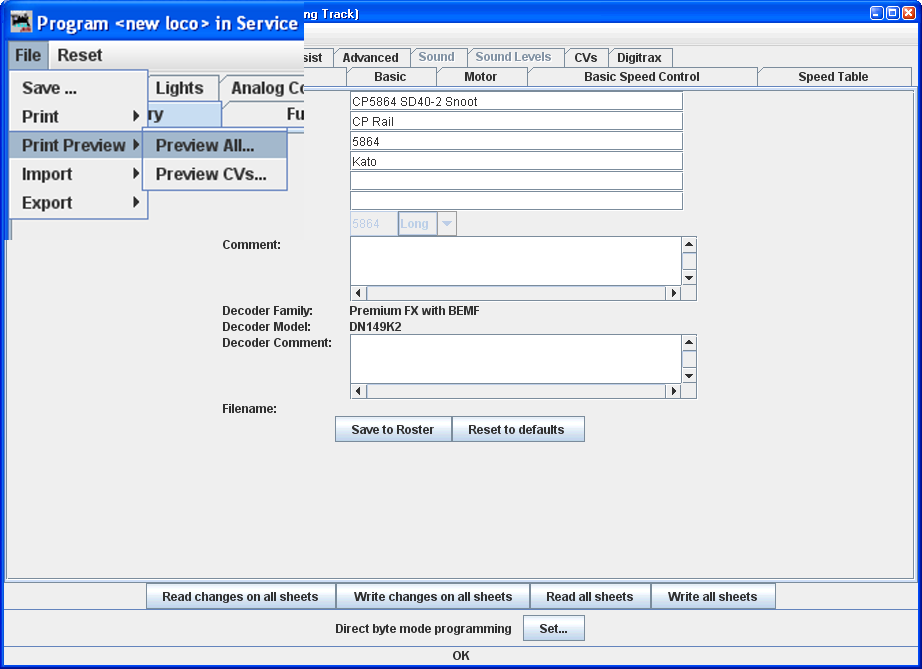 Program <new loco> in Service
ng Track)
File Reset
Save ...
Print
Print Preview
Import
Export
Preview All...
Preview CVs...
Lights Analog Co
ry Fu
sist Advanced Sound Sound Levels CVs Digitrax
Basic Motor Basic Speed Control Speed Table
CP5864 SD40-2 Snoot
CP Rail
5864
Kato
5864 Long
Comment:
Decoder Family: Premium FX with BEMF
Decoder Model: DN149K2
Decoder Comment:
Filename:
Save to Roster Reset to defaults
Read changes on all sheets Write changes on all sheets Read all sheets Write all sheets
Direct byte mode programming Set...
OK